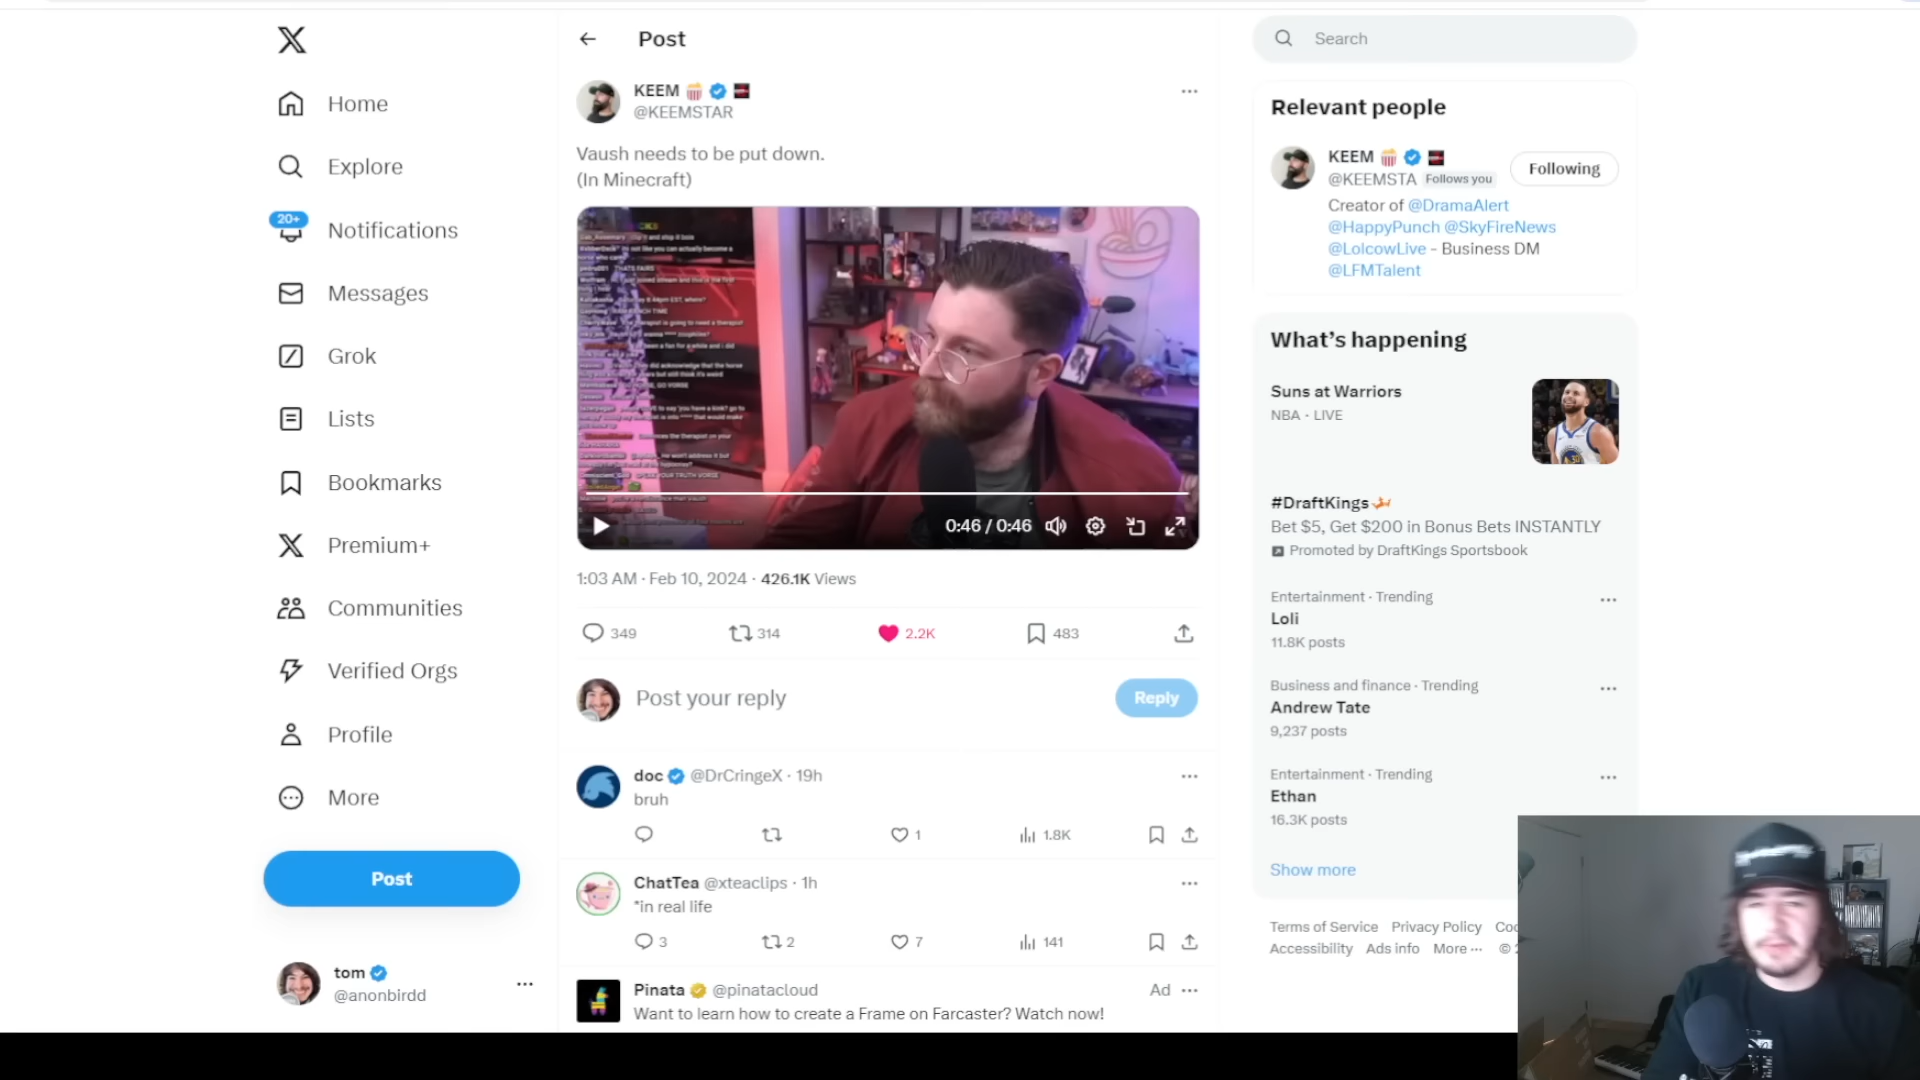 Post
Search
KEEM
@KEEMSTAR
Vaush needs to be put down.
(In Minecraft)
0:46 / 0:46
1:03 AM · Feb 10, 2024 · 426.1K Views
349
314
2.2K
483
Post your reply
Reply
doc @DrCringeX · 19h
bruh
1
1.8K
ChatTea @xteaclips · 1h
*in real life
3
2
7
141
Pinata @pinatacloud
Ad
Want to learn how to create a Frame on Farcaster? Watch now!
Home
Explore
20+
Notifications
Messages
Grok
Lists
Bookmarks
Premium+
Communities
Verified Orgs
Profile
More
Post
tom
@anonbirdd
Relevant people
KEEM
@KEEMSTA Follows you
Following
Creator of @DramaAlert
@HappyPunch @SkyFireNews
@LolcowLive - Business DM
@LFMTalent
What's happening
Suns at Warriors
NBA · LIVE
#DraftKings
Bet $5, Get $200 in Bonus Bets INSTANTLY
Promoted by DraftKings Sportsbook
Entertainment · Trending
Loli
11.8K posts
Business and finance · Trending
Andrew Tate
9,237 posts
Entertainment · Trending
Ethan
16.3K posts
Show more
Terms of Service Privacy Policy Coo
Accessibility Ads info More ··· ©